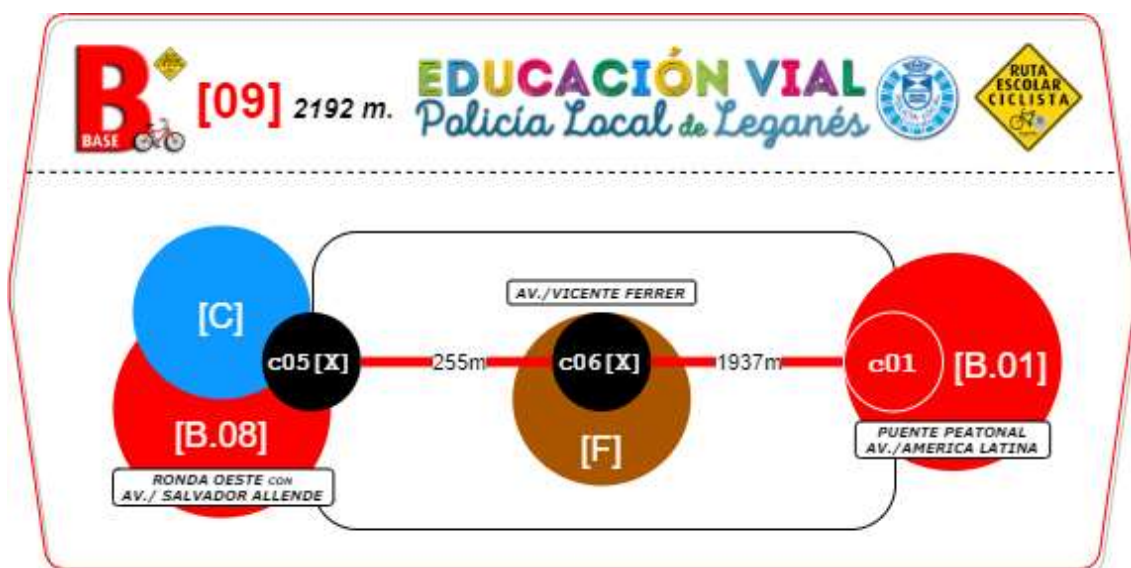 B
BASE
[09] 2192 m.
EDUCACIÓN VIAL
Policía Local de Leganés
RUTA
ESCOLAR
CICLISTA
AV./VICENTE FERRER
[C]
c05[X]
255m
c06[X]
1937m
c01
[B.01]
[B.08]
[F]
PUENTE PEATONAL
AV./AMERICA LATINA
RONDA OESTE CON
AV./ SALVADOR ALLENDE